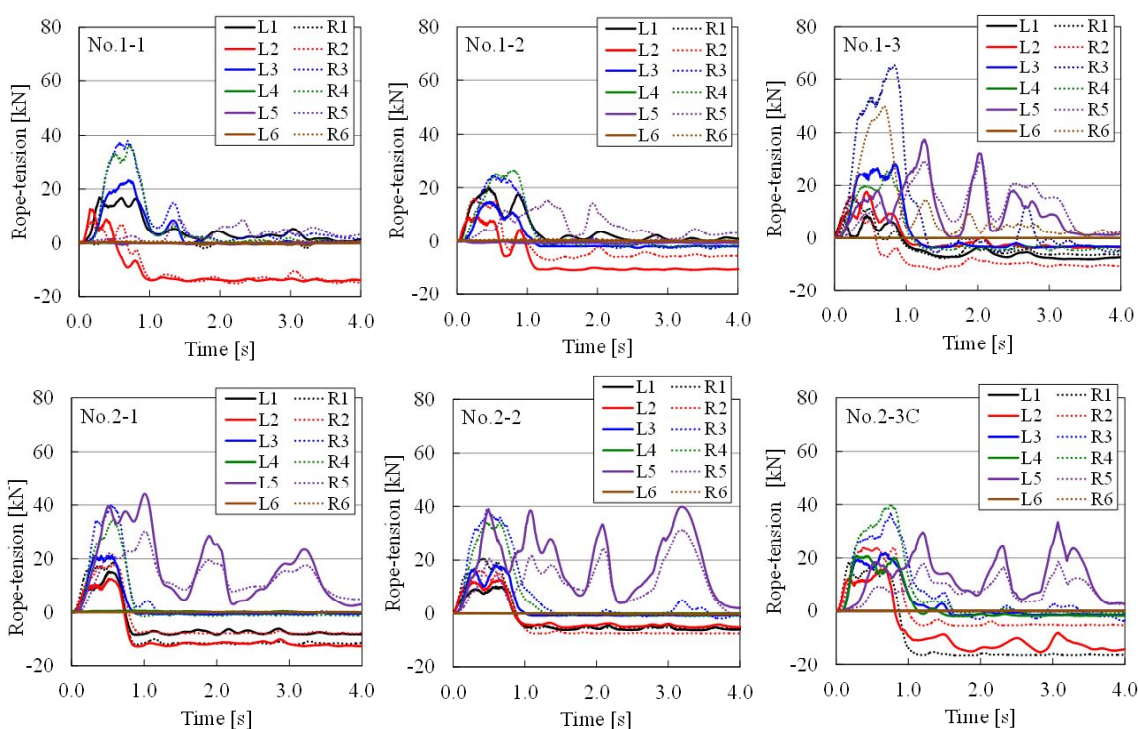 No.1-1
Rope-tension [kN]
80
60
40
20
0
-20
0.0 1.0 2.0 3.0 4.0
Time [s]
L1 R1
L2 R2
L3 R3
L4 R4
L5 R5
L6 R6
No.1-2
Rope-tension [kN]
80
60
40
20
0
-20
0.0 1.0 2.0 3.0 4.0
Time [s]
L1 R1
L2 R2
L3 R3
L4 R4
L5 R5
L6 R6
No.1-3
Rope-tension [kN]
80
60
40
20
0
-20
0.0 1.0 2.0 3.0 4.0
Time [s]
L1 R1
L2 R2
L3 R3
L4 R4
L5 R5
L6 R6
No.2-1
Rope-tension [kN]
80
60
40
20
0
-20
0.0 1.0 2.0 3.0 4.0
Time [s]
L1 R1
L2 R2
L3 R3
L4 R4
L5 R5
L6 R6
No.2-2
Rope-tension [kN]
80
60
40
20
0
-20
0.0 1.0 2.0 3.0 4.0
Time [s]
L1 R1
L2 R2
L3 R3
L4 R4
L5 R5
L6 R6
No.2-3C
Rope-tension [kN]
80
60
40
20
0
-20
0.0 1.0 2.0 3.0 4.0
Time [s]
L1 R1
L2 R2
L3 R3
L4 R4
L5 R5
L6 R6